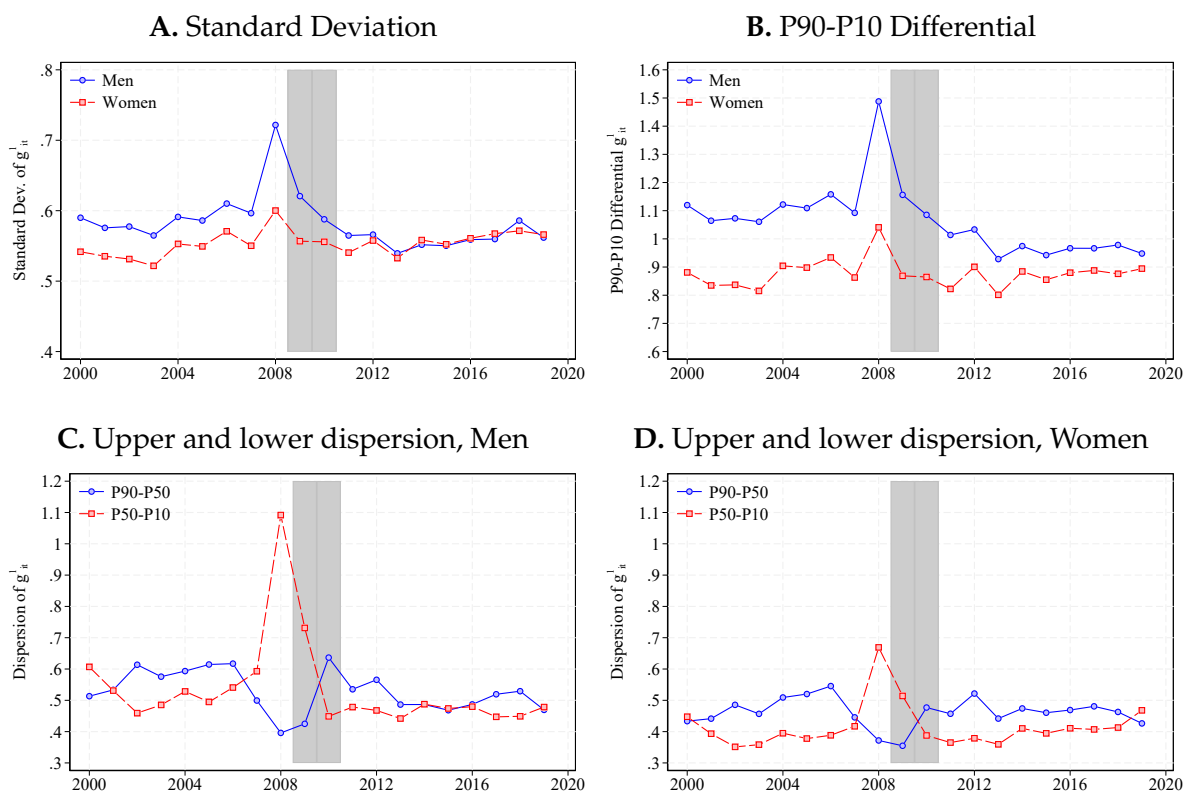 A. Standard Deviation
.8
.7
.6
.5
.4
Standard Dev. of g¹ᵢₜ
Men
Women
2000 2004 2008 2012 2016 2020
B. P90-P10 Differential
1.6
1.5
1.4
1.3
1.2
1.1
1
.9
.8
.7
.6
P90-P10 Differential g¹ᵢₜ
Men
Women
2000 2004 2008 2012 2016 2020
C. Upper and lower dispersion, Men
1.2
1.1
1
.9
.8
.7
.6
.5
.4
.3
Dispersion of g¹ᵢₜ
P90-P50
P50-P10
2000 2004 2008 2012 2016 2020
D. Upper and lower dispersion, Women
1.2
1.1
1
.9
.8
.7
.6
.5
.4
.3
Dispersion of g¹ᵢₜ
P90-P50
P50-P10
2000 2004 2008 2012 2016 2020